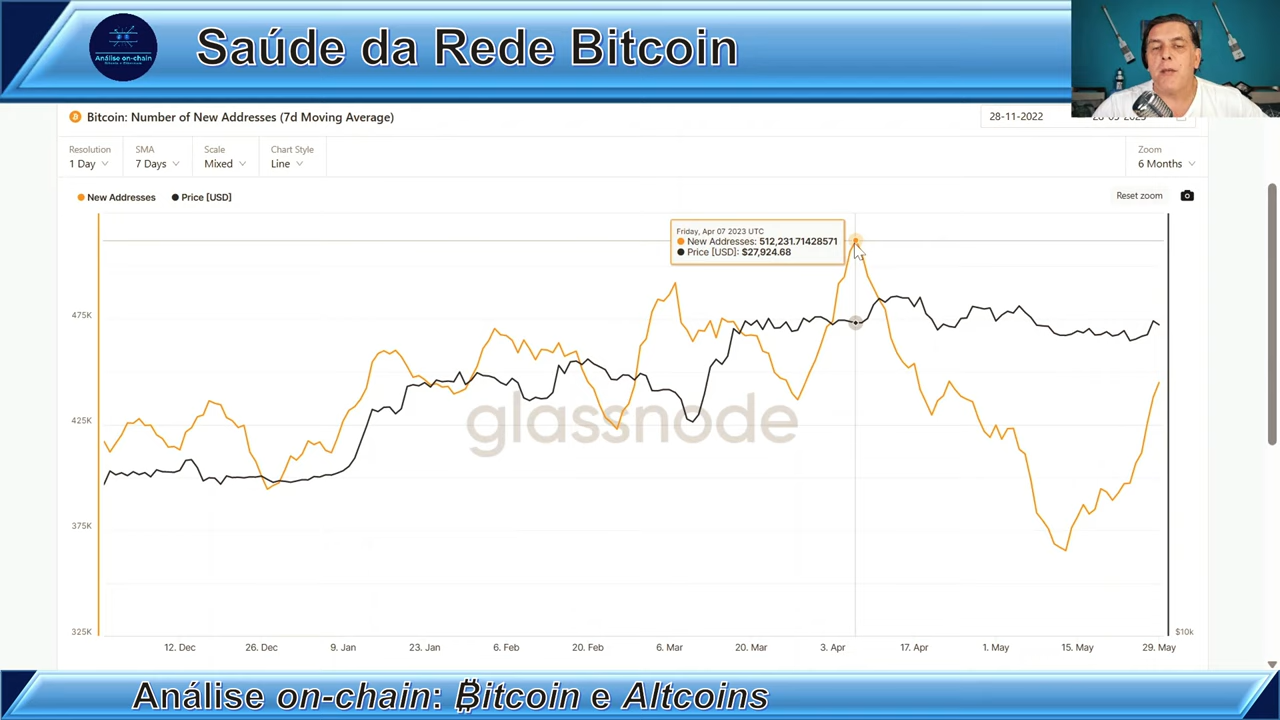 Saúde da Rede Bitcoin
Análise on-chain
Bitcoin: Number of New Addresses (7d Moving Average)
28-11-2022
Resolution
1 Day
SMA
7 Days
Scale
Mixed
Chart Style
Line
Zoom
6 Months
New Addresses
Price [USD]
Reset zoom
Friday, Apr 07 2023 UTC
New Addresses: 512,231.71428571
Price [USD]: $27,924.68
475K
425K
375K
325K
$10k
glassnode
12. Dec 26. Dec 9. Jan 23. Jan 6. Feb 20. Feb 6. Mar 20. Mar 3. Apr 17. Apr 1. May 15. May 29. May
Análise on-chain: ₿itcoin e Altcoins